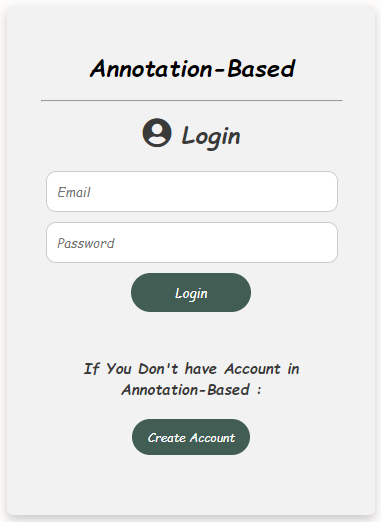 Annotation-Based
Login
Email
Password
Login
If You Don't have Account in
Annotation-Based :
Create Account